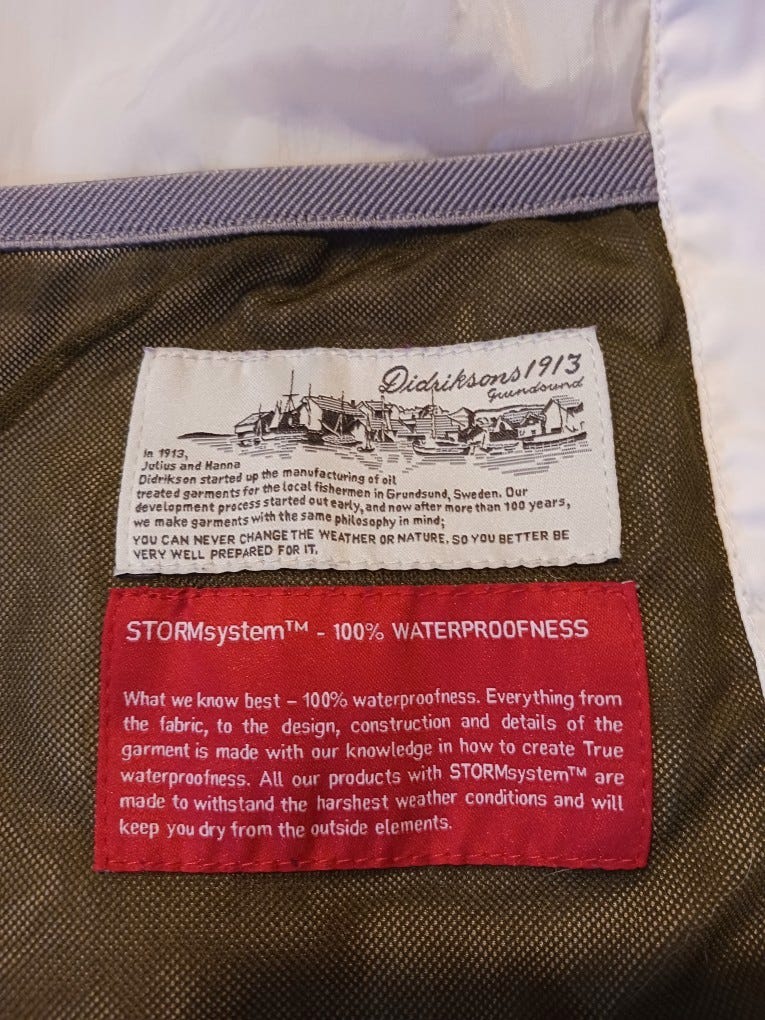 Didriksons1913
Grundsund
In 1913,
Julius and Hanna
Didrikson started up the manufacturing of oil
treated garments for the local fishermen in Grundsund, Sweden. Our
development process started out early, and now after more than 100 years,
we make garments with the same philosophy in mind;
YOU CAN NEVER CHANGE THE WEATHER OR NATURE. SO YOU BETTER BE
VERY WELL PREPARED FOR IT.
STORMsystem™ - 100% WATERPROOFNESS
What we know best – 100% waterproofness. Everything from
the fabric, to the design, construction and details of the
garment is made with our knowledge in how to create True
waterproofness. All our products with STORMsystem™ are
made to withstand the harshest weather conditions and will
keep you dry from the outside elements.